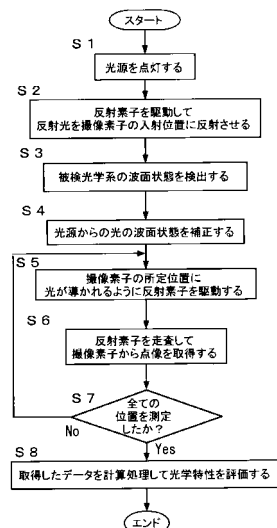 スタート
S1
光源を点灯する
S2
反射素子を駆動して
反射光を撮像素子の入射位置に反射させる
S3
被検光学系の波面状態を検出する
S4
光源からの光の波面状態を補正する
S5
撮像素子の所定位置に
光が導かれるように反射素子を駆動する
S6
反射素子を走査して
撮像素子から点像を取得する
S7
全ての
位置を測定
したか?
No
Yes
S8
取得したデータを計算処理して光学特性を評価する
エンド